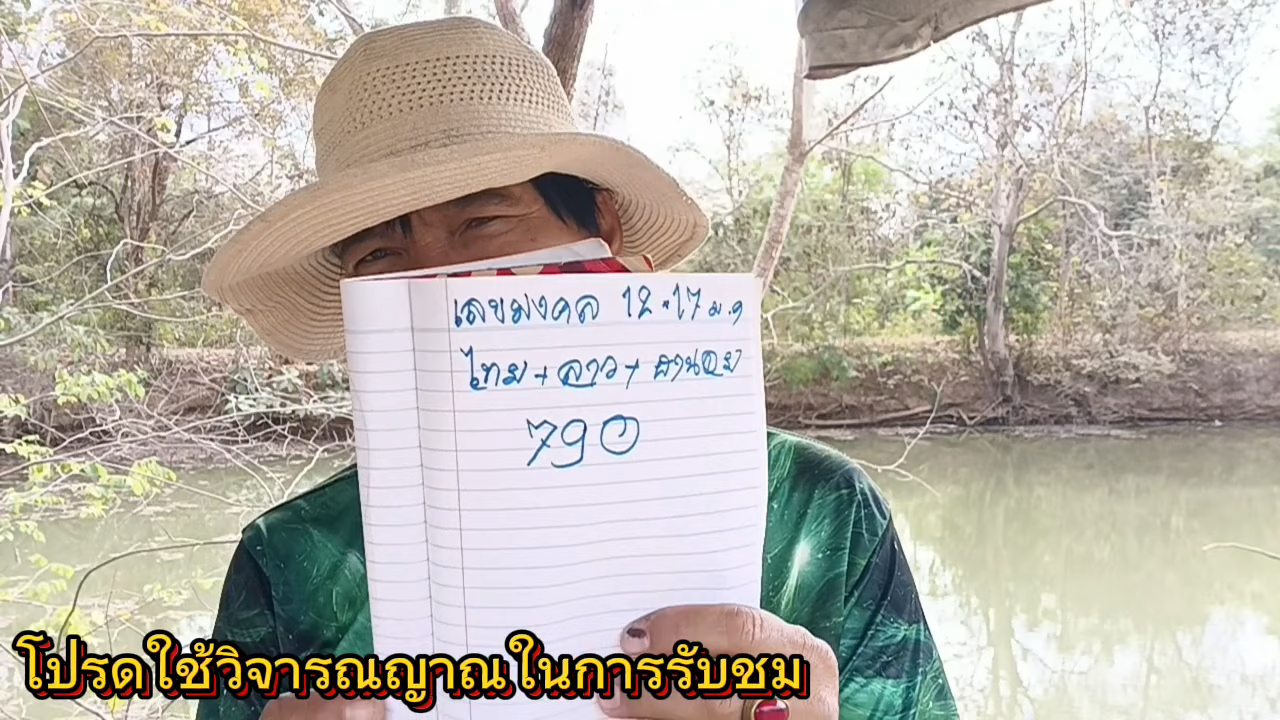 เลขมงคล 12-17 ม.ค
ไทย + ลาว + ฮานอย
790
โปรดใช้วิจารณญาณในการรับชม